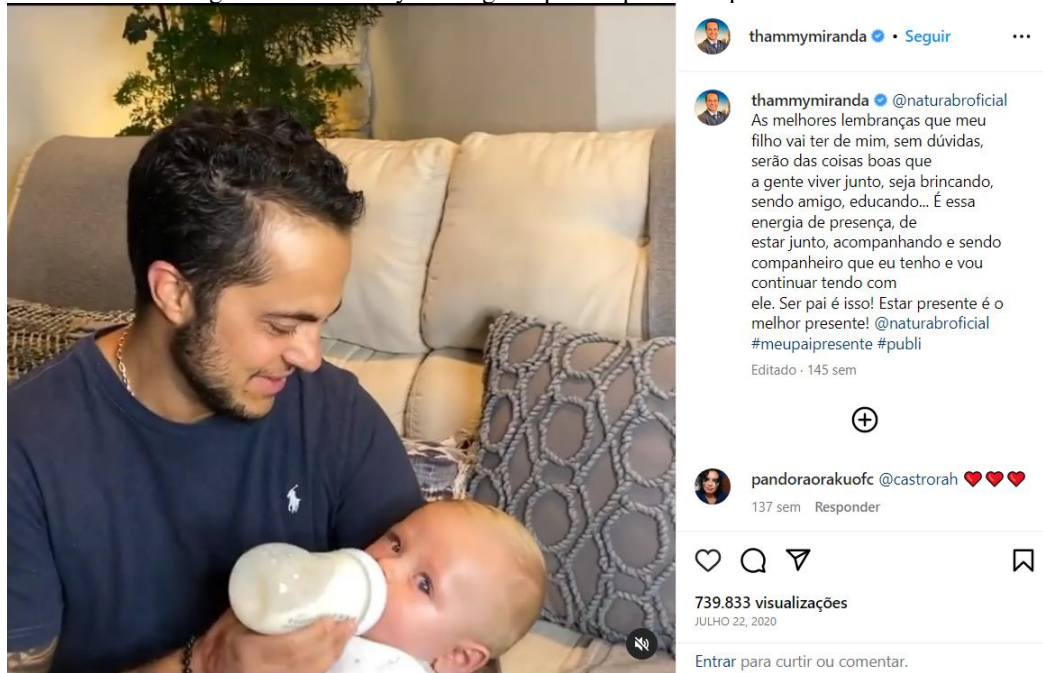 thammymiranda • Seguir
thammymiranda @naturabroficial
As melhores lembranças que meu
filho vai ter de mim, sem dúvidas,
serão das coisas boas que
a gente viver junto, seja brincando,
sendo amigo, educando... É essa
energia de presença, de
estar junto, acompanhando e sendo
companheiro que eu tenho e vou
continuar tendo com
ele. Ser pai é isso! Estar presente é o
melhor presente! @naturabroficial
#meupaipresente #publi
Editado · 145 sem
pandoraorakuofc @castrorah ❤❤❤
137 sem Responder
739.833 visualizações
JULHO 22, 2020
Entrar para curtir ou comentar.